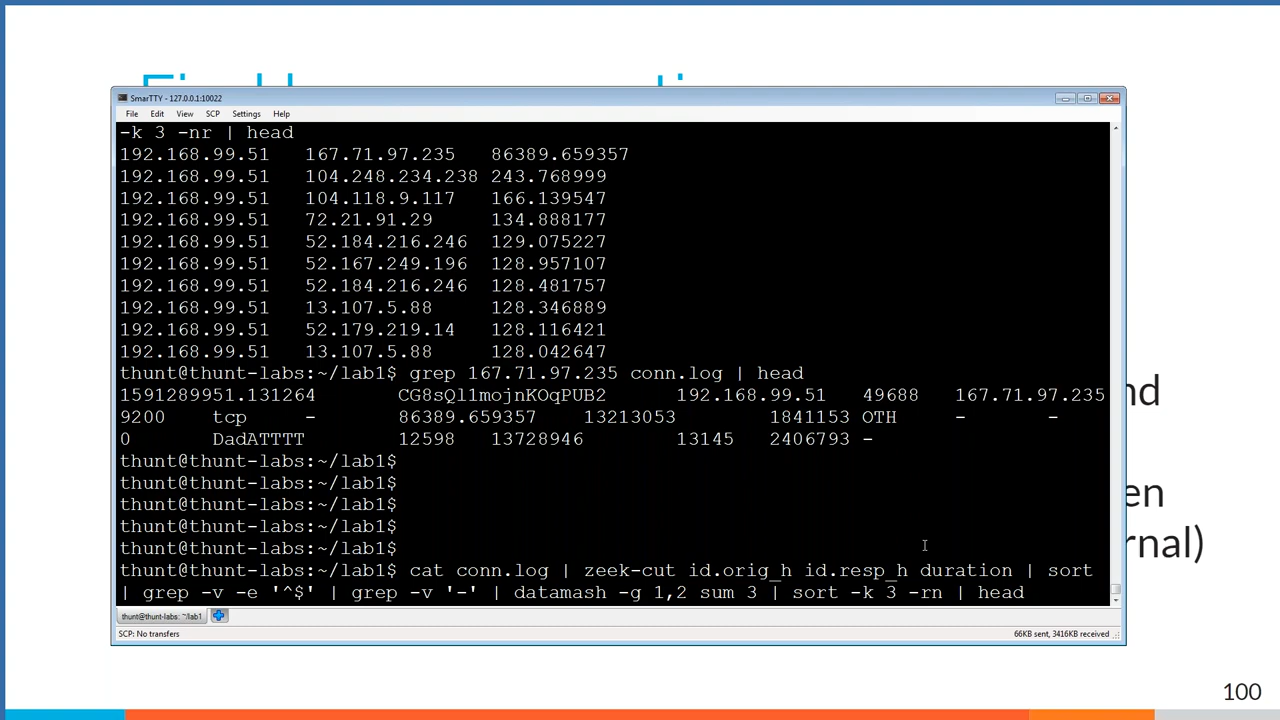 SmarTTY - 127.0.0.1:10022
File Edit View SCP Settings Help
-k 3 -nr | head
192.168.99.51 167.71.97.235 86389.659357
192.168.99.51 104.248.234.238 243.768999
192.168.99.51 104.118.9.117 166.139547
192.168.99.51 72.21.91.29 134.888177
192.168.99.51 52.184.216.246 129.075227
192.168.99.51 52.167.249.196 128.957107
192.168.99.51 52.184.216.246 128.481757
192.168.99.51 13.107.5.88 128.346889
192.168.99.51 52.179.219.14 128.116421
192.168.99.51 13.107.5.88 128.042647
thunt@thunt-labs:~/lab1$ grep 167.71.97.235 conn.log | head
1591289951.131264 CG9sQl1mojnKOqPUB2 192.168.99.51 49688 167.71.97.235
9200 tcp - 86389.659357 13213053 1841153 OTH - -
0 DadATTTT 12598 13728946 13145 2406793 -
thunt@thunt-labs:~/lab1$
thunt@thunt-labs:~/lab1$
thunt@thunt-labs:~/lab1$
thunt@thunt-labs:~/lab1$
thunt@thunt-labs:~/lab1$
thunt@thunt-labs:~/lab1$ cat conn.log | zeek-cut id.orig_h id.resp_h duration | sort
| grep -v -e '^$' | grep -v '-' | datamash -g 1,2 sum 3 | sort -k 3 -rn | head
thunt@thunt-labs: ~/lab1
SCP: No transfers 66KB sent, 3416KB received
100